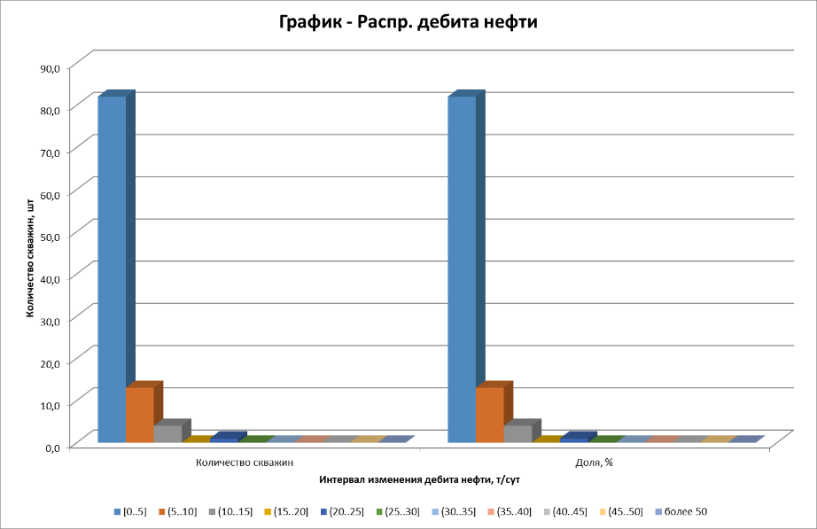 График - Распр. дебита нефти
Количество скважин, шт
90,0
80,0
70,0
60,0
50,0
40,0
30,0
20,0
10,0
0,0
Количество скважин
Доля, %
Интервал изменения дебита нефти, т/сут
[0..5] (5..10] (10..15] (15..20] (20..25] (25..30] (30..35] (35..40] (40..45] (45..50] более 50